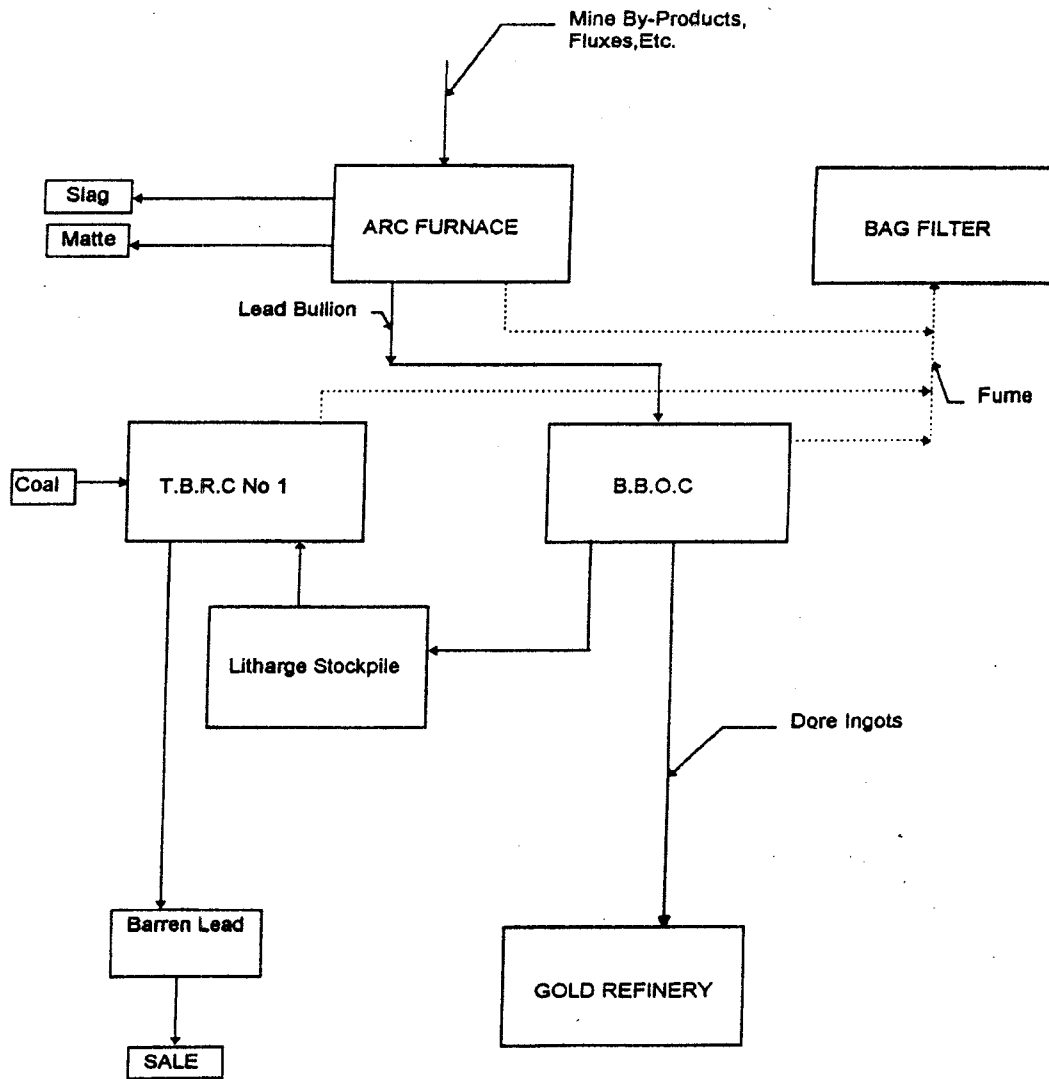 Mine By-Products,
Fluxes,Etc.
Slag
Matte
ARC FURNACE
BAG FILTER
Lead Bullion
Fume
Coal
T.B.R.C No 1
B.B.O.C
Litharge Stockpile
Dore Ingots
Barren Lead
GOLD REFINERY
SALE